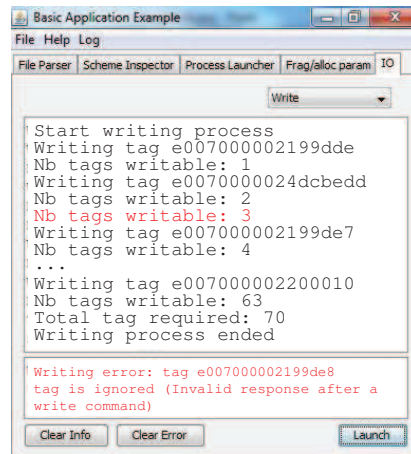 Basic Application Example
File Help Log
File Parser Scheme Inspector Process Launcher Frag/alloc param IO
Write
Start writing process
Writing tag e007000002199dde
Nb tags writable: 1
Writing tag e0070000024dcbedd
Nb tags writable: 2
Nb tags writable: 3
Writing tag e007000002199de7
Nb tags writable: 4
...
Writing tag e007000002200010
Nb tags writable: 63
Total tag required: 70
Writing process ended
Writing error: tag e007000002199de8
tag is ignored (Invalid response after a
write command)
Clear Info Clear Error Launch